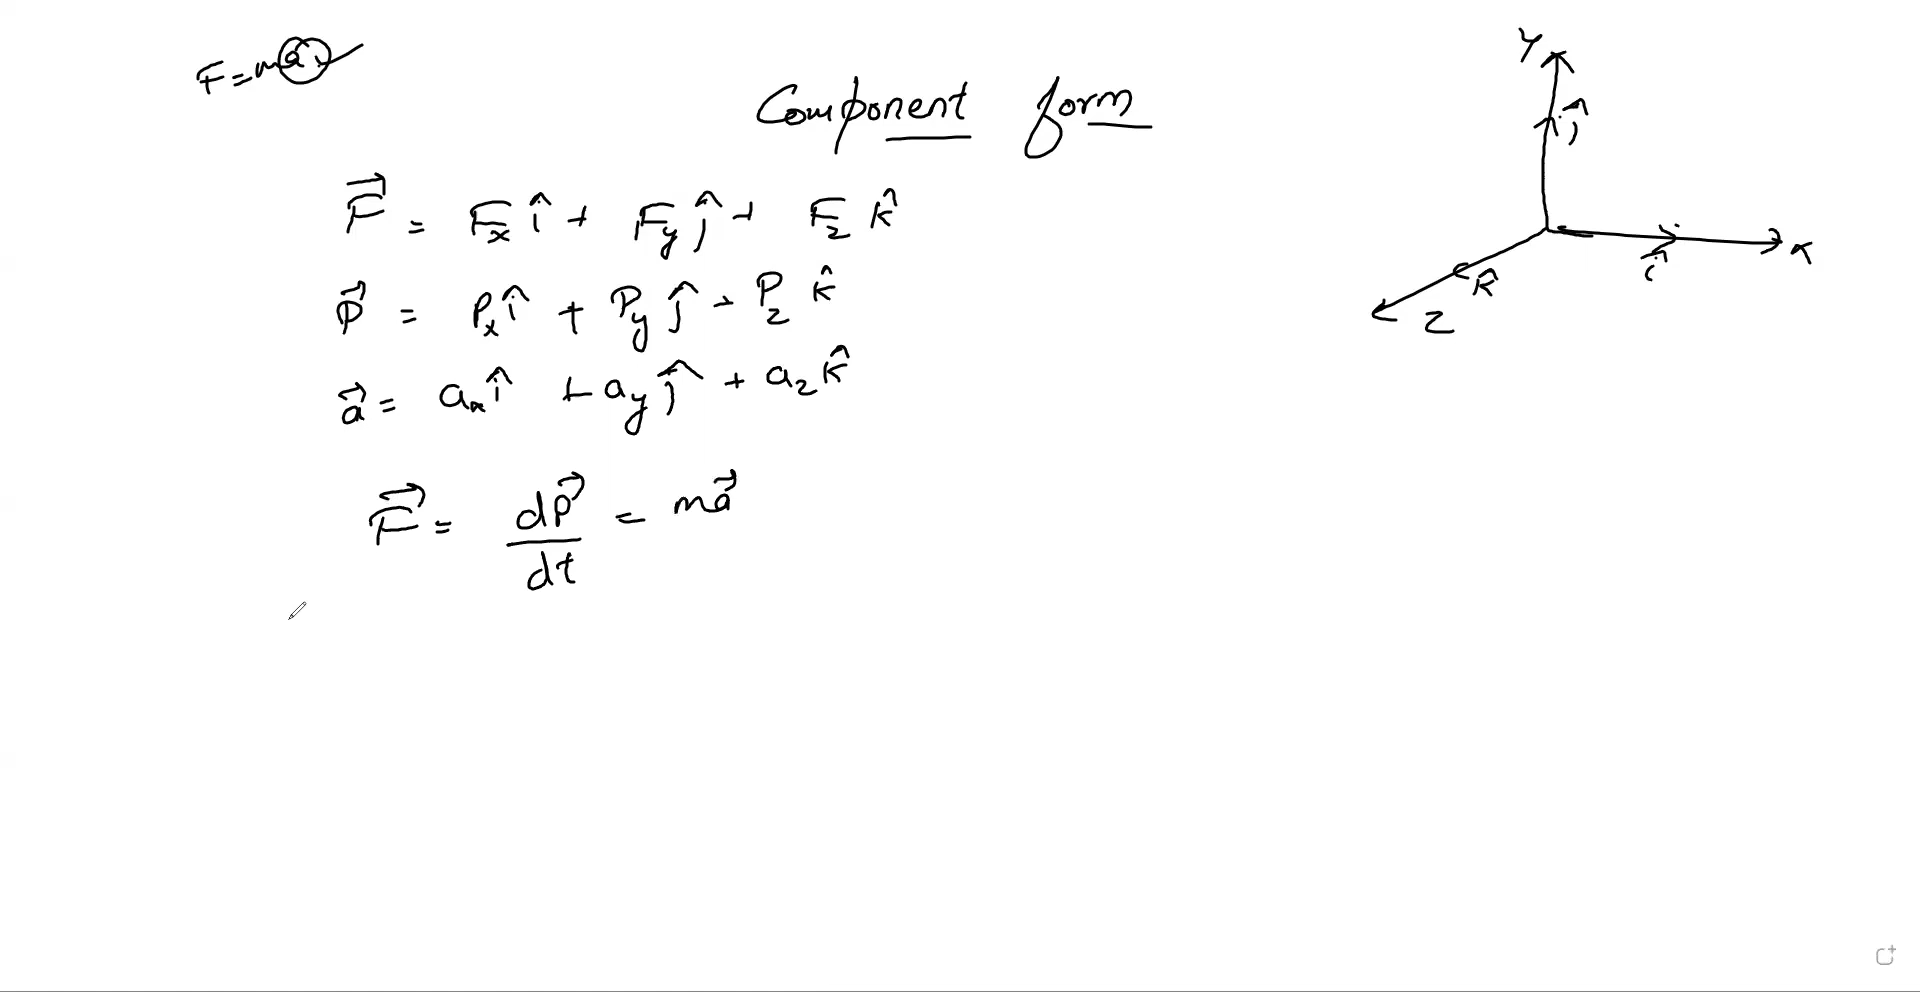 F = ma
Component form
F⃗ = Fx î + Fy ĵ + Fz k̂
P⃗ = Px î + Py ĵ + Pz k̂
a⃗ = ax î + ay ĵ + az k̂
F⃗ = dP⃗/dt = ma⃗
y
ĵ
î
x
k̂
z